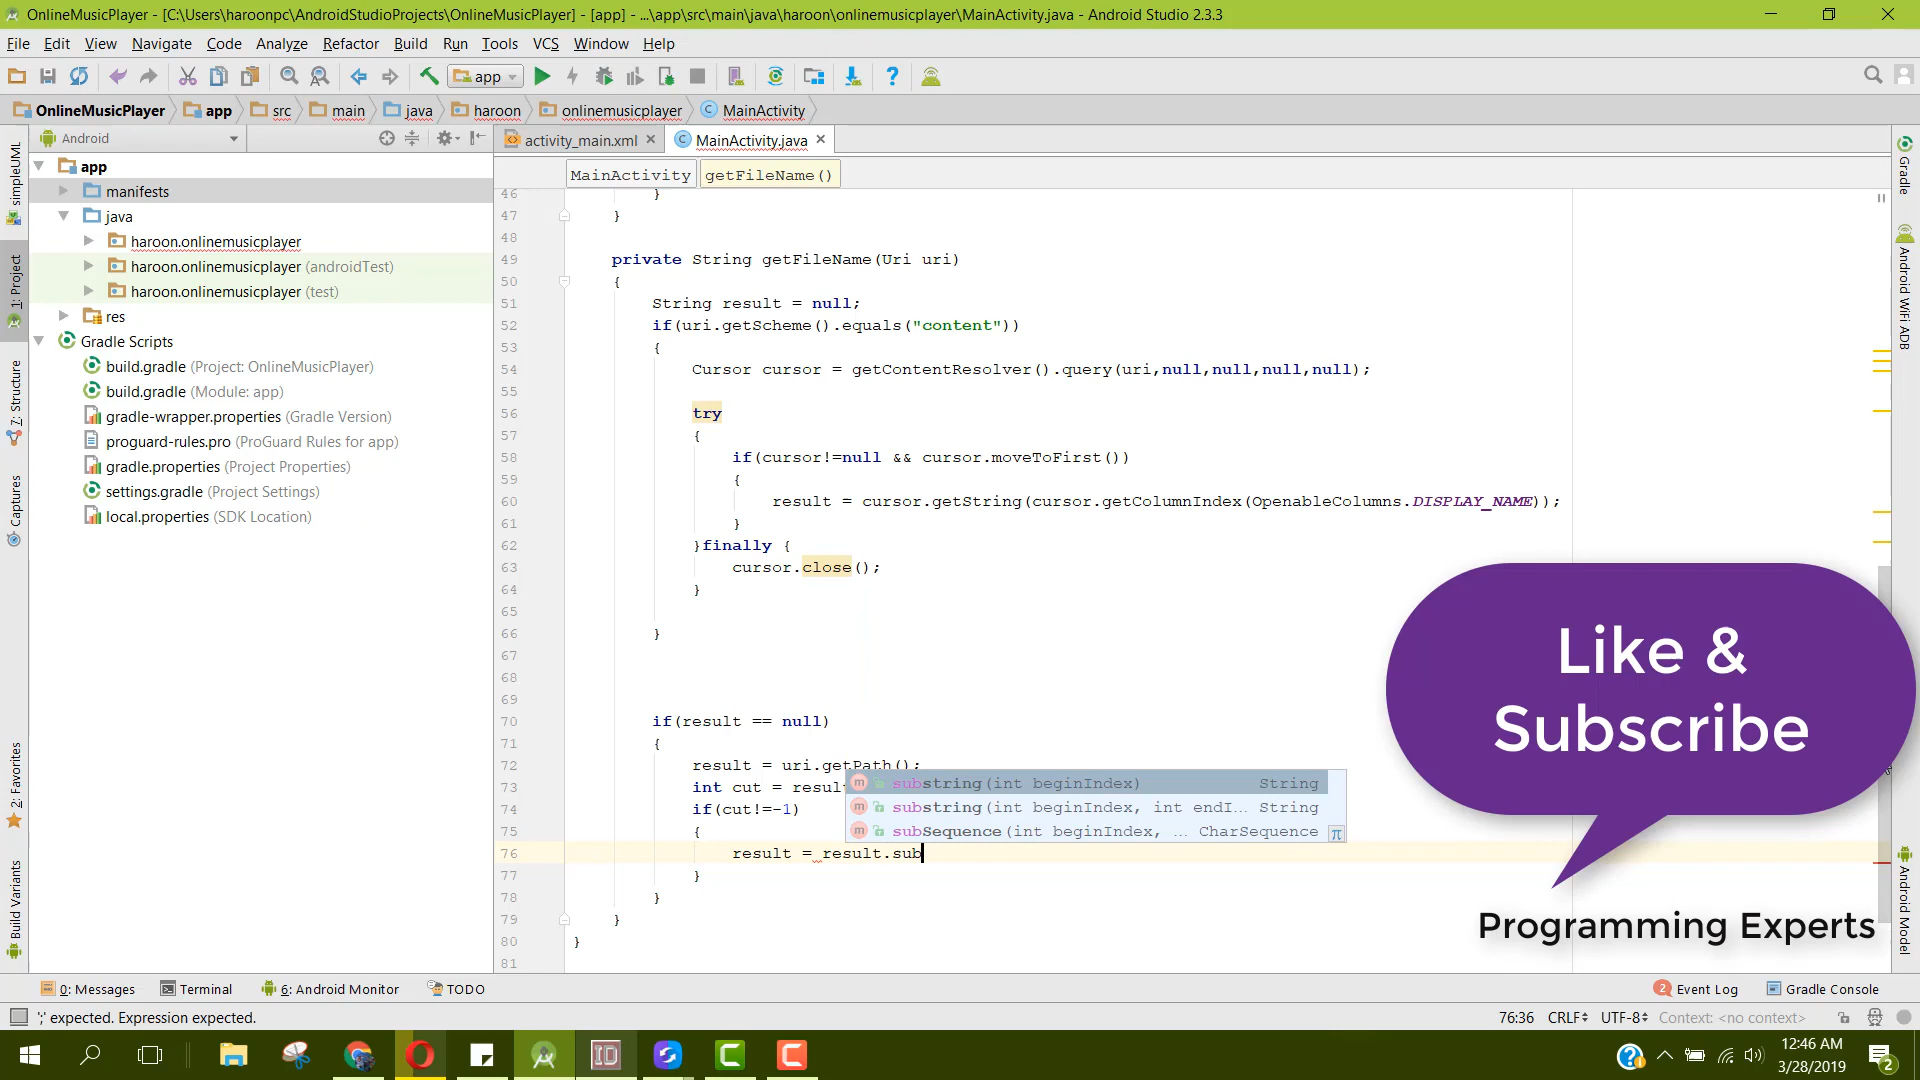 OnlineMusicPlayer - [C:\Users\haroonpc\AndroidStudioProjects\OnlineMusicPlayer] - [app] - ...\app\src\main\java\haroon\onlinemusicplayer\MainActivity.java - Android Studio 2.3.3
File Edit View Navigate Code Analyze Refactor Build Run Tools VCS Window Help
app
OnlineMusicPlayer app src main java haroon onlinemusicplayer MainActivity
Android
activity_main.xml MainActivity.java
MainActivity getFileName()
simpleUML
1: Project
7: Structure
Captures
2: Favorites
Build Variants
app
manifests
java
haroon.onlinemusicplayer
haroon.onlinemusicplayer (androidTest)
haroon.onlinemusicplayer (test)
res
Gradle Scripts
build.gradle (Project: OnlineMusicPlayer)
build.gradle (Module: app)
gradle-wrapper.properties (Gradle Version)
proguard-rules.pro (ProGuard Rules for app)
gradle.properties (Project Properties)
settings.gradle (Project Settings)
local.properties (SDK Location)
46 }
47 }
48
49 private String getFileName(Uri uri)
50 {
51 String result = null;
52 if(uri.getScheme().equals("content"))
53 {
54 Cursor cursor = getContentResolver().query(uri,null,null,null,null);
55
56 try
57 {
58 if(cursor!=null && cursor.moveToFirst())
59 {
60 result = cursor.getString(cursor.getColumnIndex(OpenableColumns.DISPLAY_NAME));
61 }
62 }finally {
63 cursor.close();
64 }
65
66 }
67
68
69
70 if(result == null)
71 {
72 result = uri.getPath();
73 int cut = resul
74 if(cut!=-1)
75 {
76 result = result.sub
77 }
78 }
79 }
80 }
81
substring(int beginIndex) String
substring(int beginIndex, int endI... String
subSequence(int beginIndex, ... CharSequence π
Like &
Subscribe
Programming Experts
Gradle
Android WiFi ADB
Android Model
0: Messages Terminal 6: Android Monitor TODO 2 Event Log Gradle Console
';' expected. Expression expected. 76:36 CRLF UTF-8 Context: <no context>
12:46 AM
3/28/2019
2